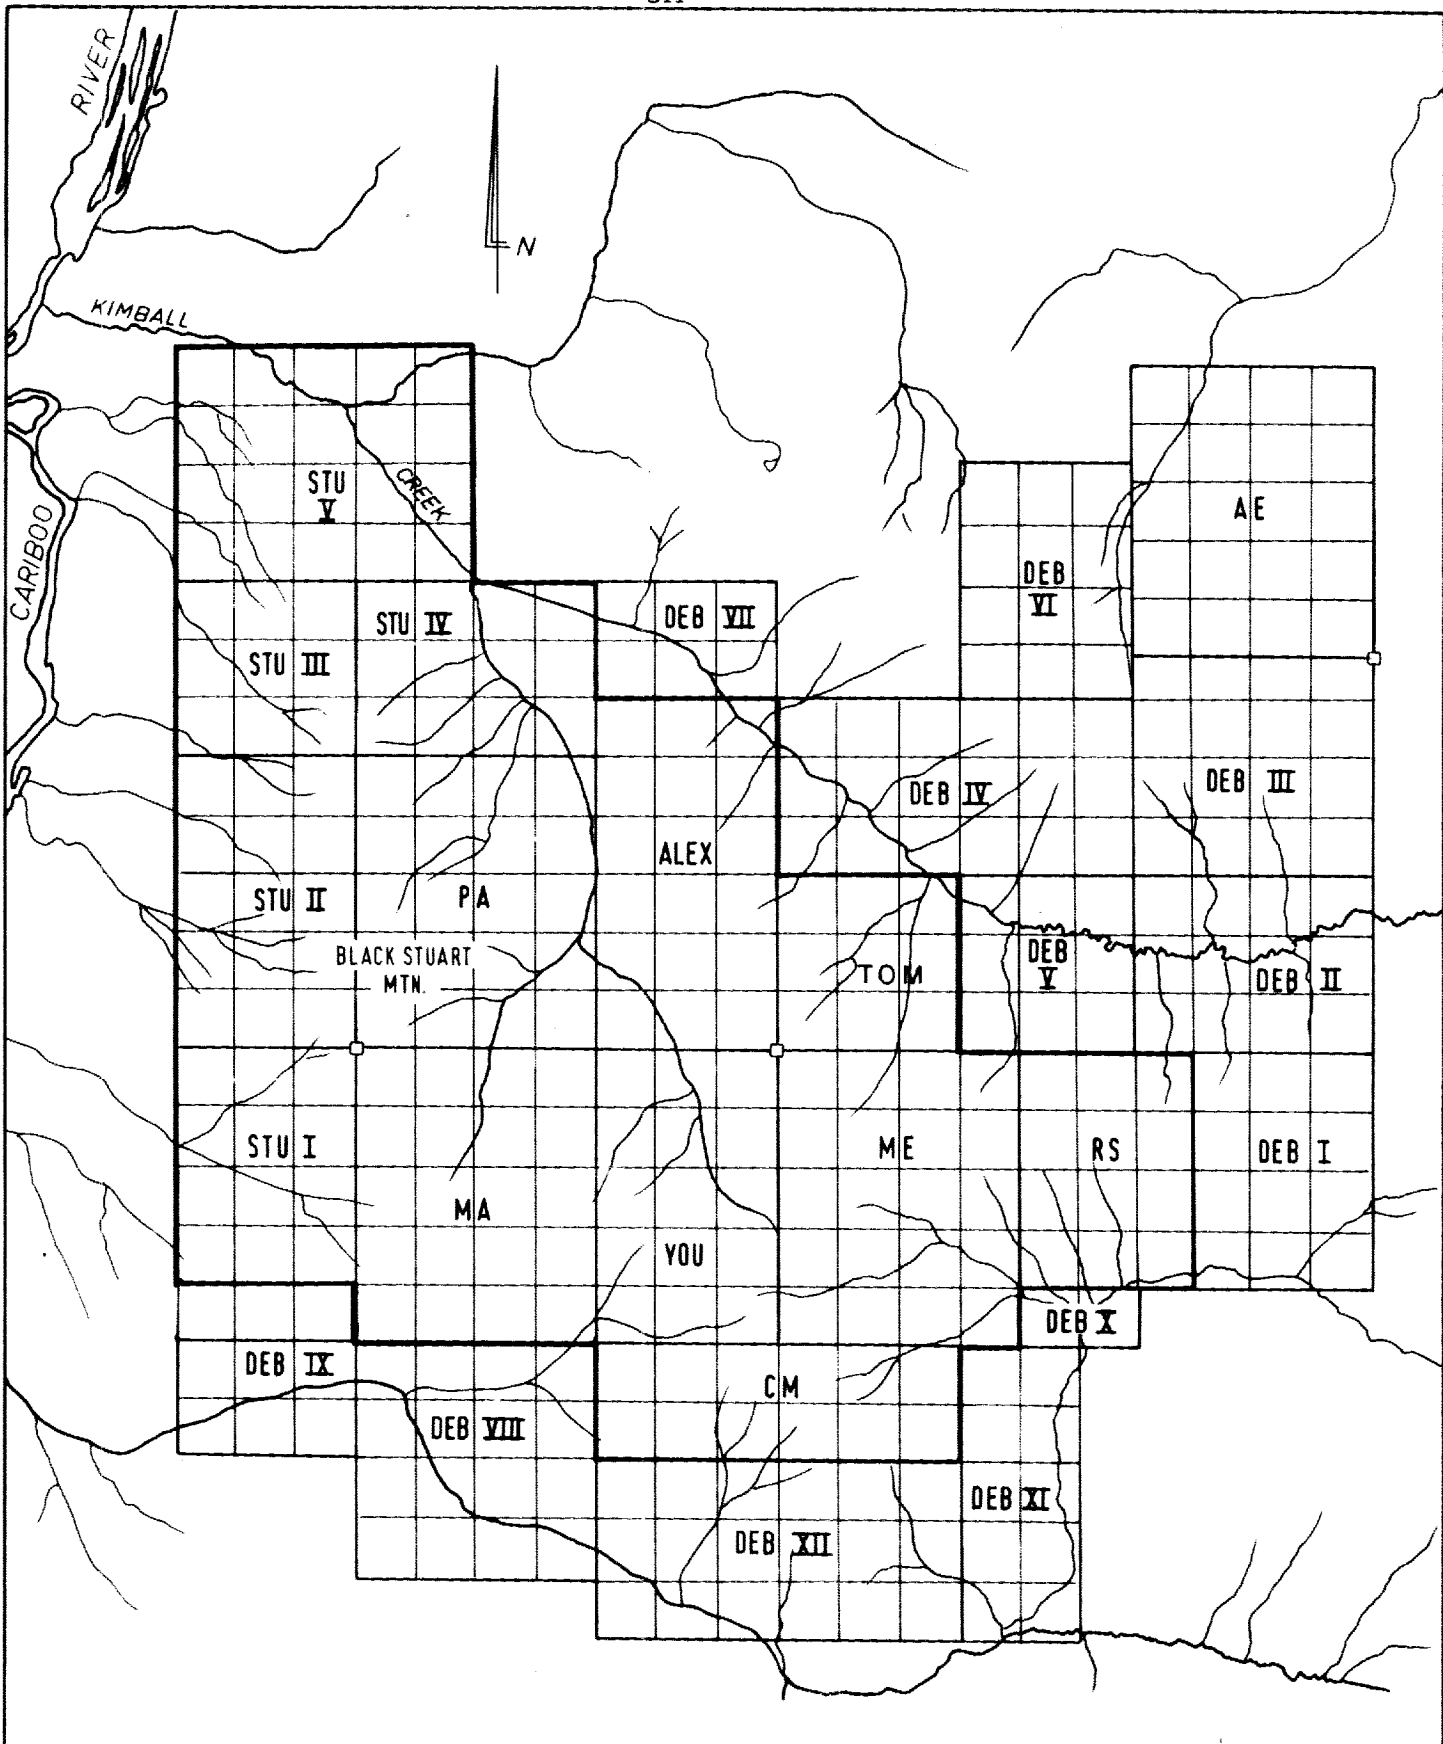 RIVER
N
KIMBALL
CREEK
CARIBOO
STU
V
AE
DEB
VI
STU IV
DEB VII
STU III
DEB IV
DEB III
ALEX
STU II
PA
BLACK STUART
MTN.
TOM
DEB
V
DEB II
STU I
ME
RS
DEB I
MA
YOU
DEB X
DEB IX
CM
DEB VIII
DEB XI
DEB XII